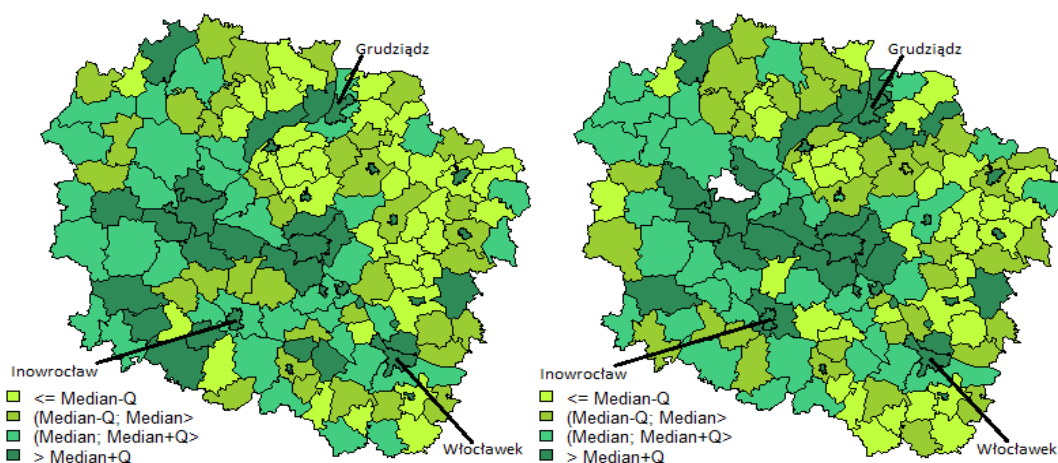 Grudziądz
Inowrocław
<= Median-Q
(Median-Q; Median>
(Median; Median+Q>
> Median+Q
Włocławek
Grudziądz
Inowrocław
<= Median-Q
(Median-Q; Median>
(Median; Median+Q>
> Median+Q
Włocławek